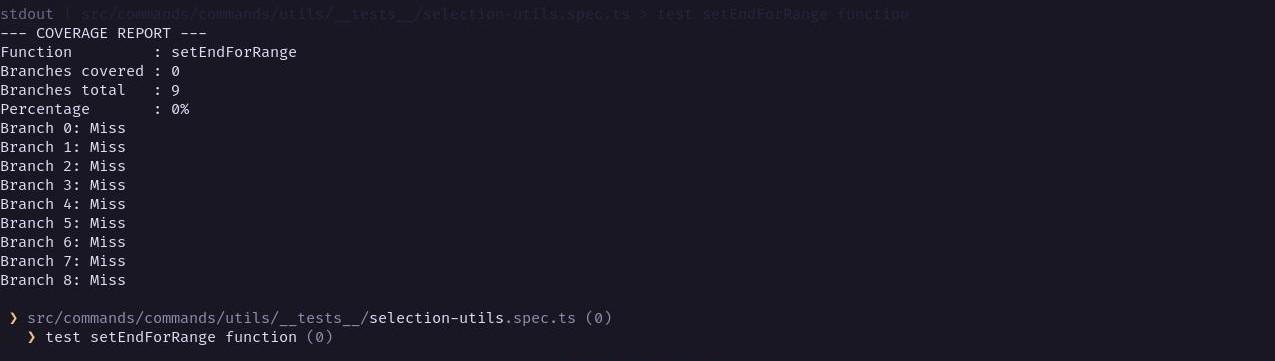 stdout | src/commands/commands/utils/__tests__/selection-utils.spec.ts > test setEndForRange function
--- COVERAGE REPORT ---
Function         : setEndForRange
Branches covered : 0
Branches total   : 9
Percentage       : 0%
Branch 0: Miss
Branch 1: Miss
Branch 2: Miss
Branch 3: Miss
Branch 4: Miss
Branch 5: Miss
Branch 6: Miss
Branch 7: Miss
Branch 8: Miss
❯ src/commands/commands/utils/__tests__/selection-utils.spec.ts (0)
❯ test setEndForRange function (0)